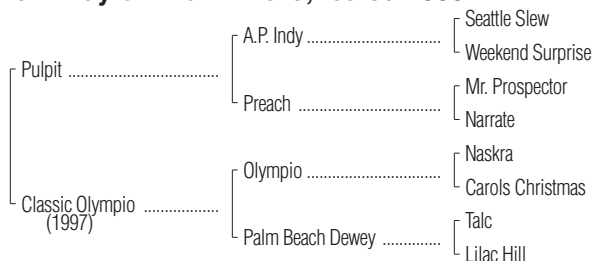 Seattle Slew
A.P. Indy
Weekend Surprise
Pulpit
Mr. Prospector
Preach
Narrate
Naskra
Olympio
Carols Christmas
Classic Olympio
(1997)
Talc
Palm Beach Dewey
Lilac Hill